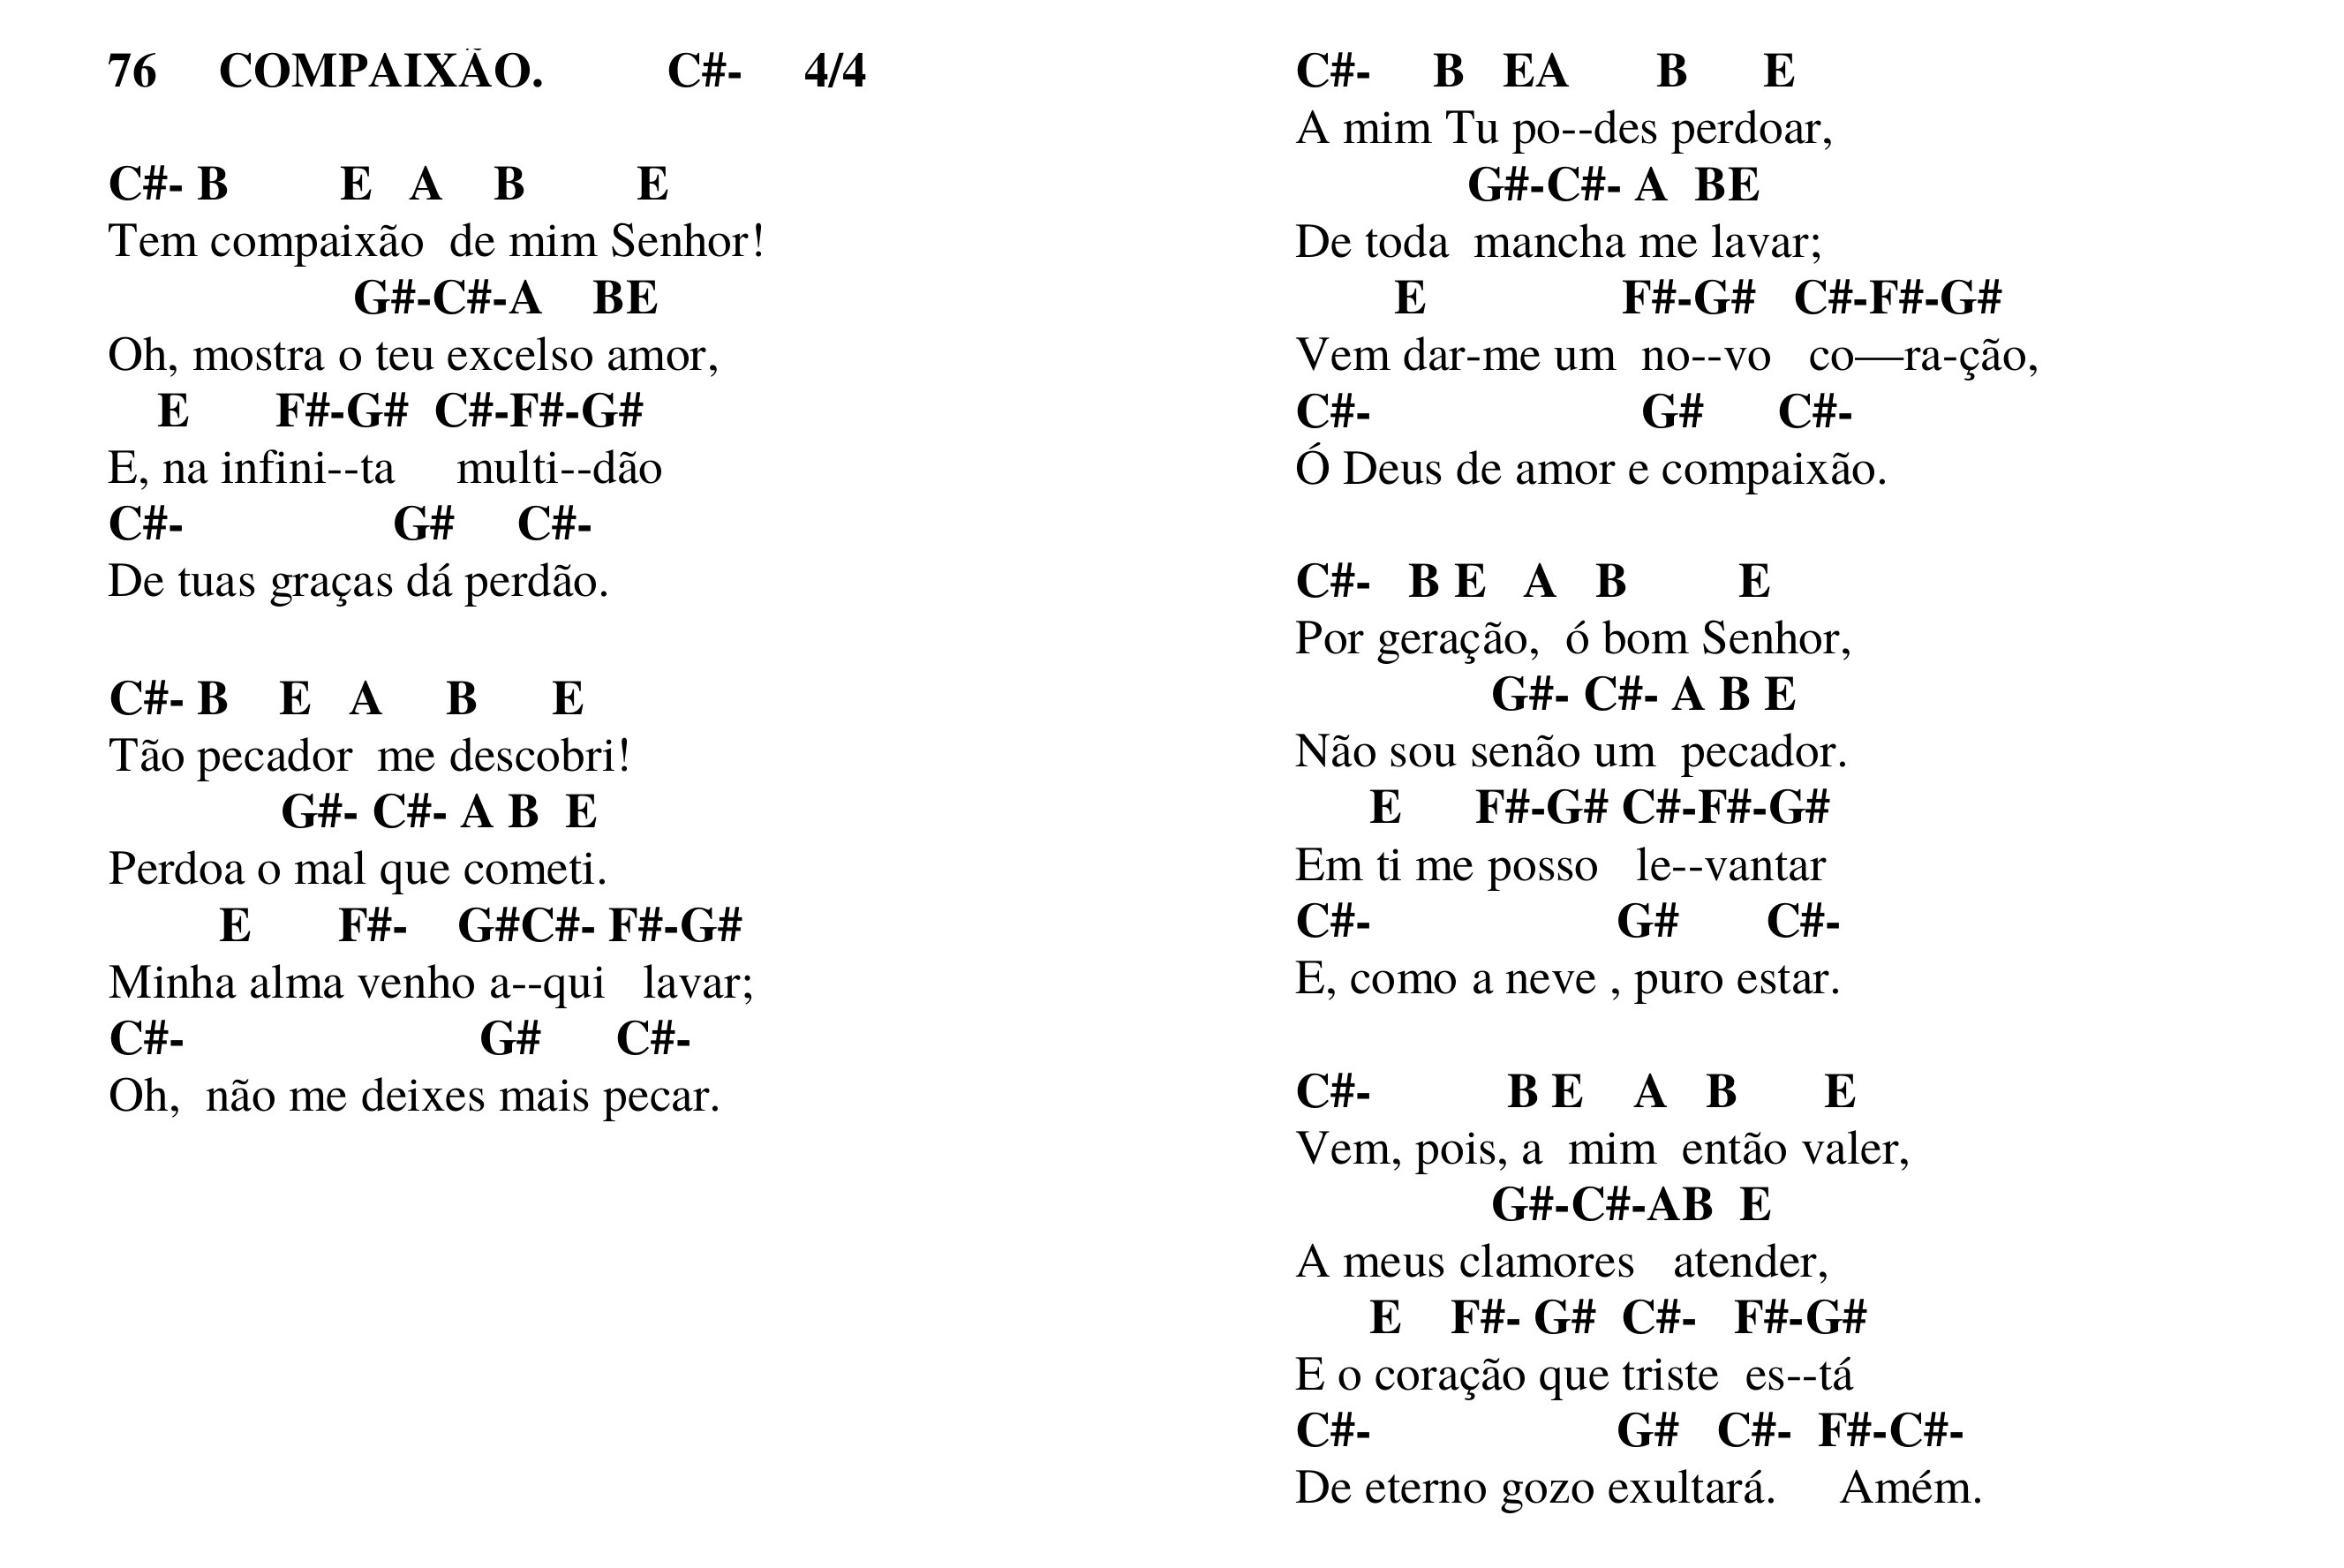 76     COMPAIXÃO.          C#-     4/4
C#- B         E   A    B         E
Tem compaixão  de mim Senhor!
G#-C#-A    BE
Oh, mostra o teu excelso amor,
E       F#-G#  C#-F#-G#
E, na infini--ta     multi--dão
C#-                 G#     C#-
De tuas graças dá perdão.
C#- B    E   A     B      E
Tão pecador  me descobri!
G#- C#- A B  E
Perdoa o mal que cometi.
E       F#-    G#C#- F#-G#
Minha alma venho a--qui   lavar;
C#-                        G#      C#-
Oh,  não me deixes mais pecar.
C#-     B   EA       B      E
A mim Tu po--des perdoar,
G#-C#- A  BE
De toda  mancha me lavar;
E                F#-G#   C#-F#-G#
Vem dar-me um  no--vo   co—ra-ção,
C#-                      G#      C#-
Ó Deus de amor e compaixão.
C#-   B E   A   B         E
Por geração,  ó bom Senhor,
G#- C#- A B E
Não sou senão um  pecador.
E      F#-G# C#-F#-G#
Em ti me posso   le--vantar
C#-                    G#       C#-
E, como a neve , puro estar.
C#-           B E    A   B       E
Vem, pois, a  mim  então valer,
G#-C#-AB  E
A meus clamores   atender,
E    F#- G#  C#-   F#-G#
E o coração que triste  es--tá
C#-                    G#   C#-  F#-C#-
De eterno gozo exultará.     Amém.